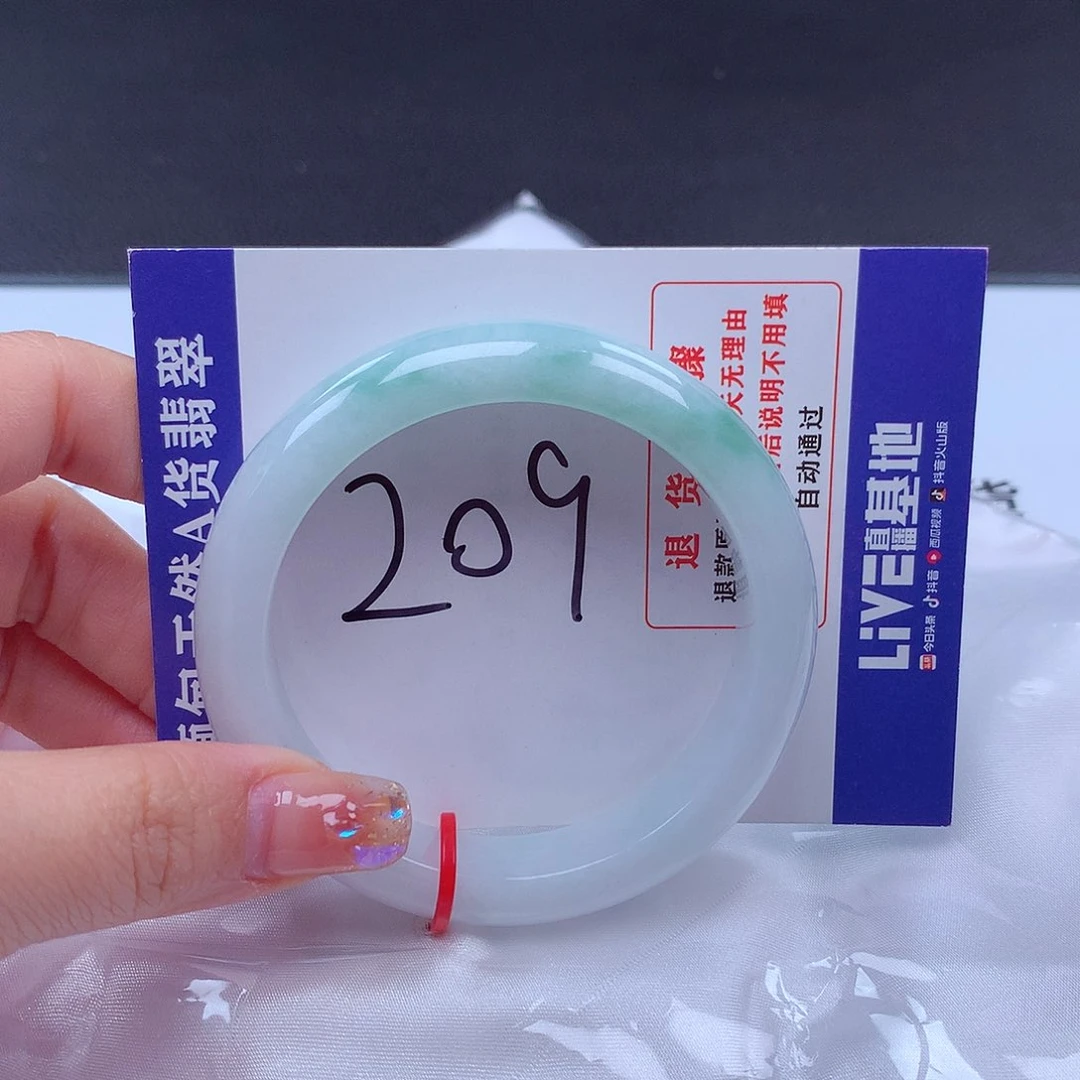 天然A货翡翠
209
退 货
无理由
后说明不用填
退款
自动通过
LiVE直播基地
今日头条 抖音 西瓜视频 抖音火山版